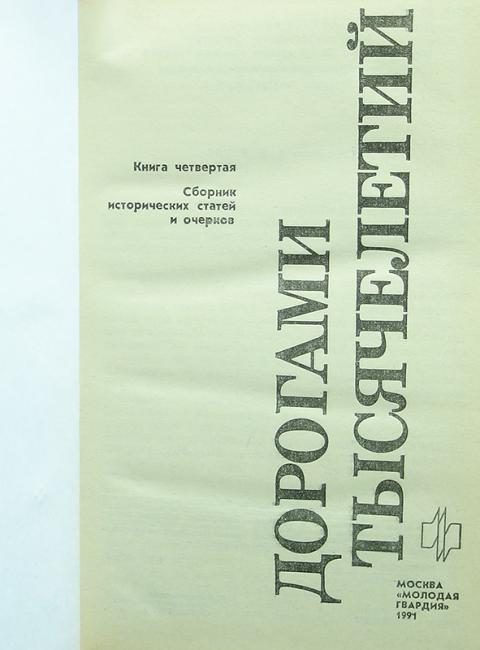 Книга четвертая
Сборник
исторических статей
и очерков
ДОРОГАМИ
ТЫСЯЧЕЛЕТИЙ
МОСКВА
«МОЛОДАЯ
ГВАРДИЯ»
1991